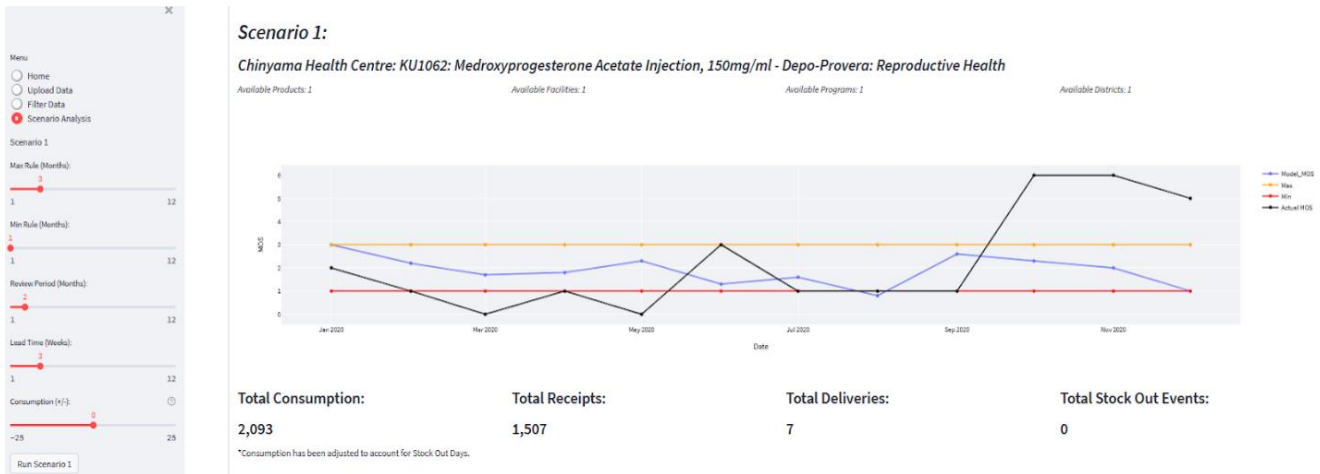 ×
Menu
Home
Upload Data
Filter Data
Scenario Analysis
Scenario 1
Max Rule (Months):
3
1 12
Min Rule (Months):
1
1 12
Review Period (Months):
2
1 12
Lead Time (Weeks):
3
1 12
Consumption (+/-):
0
-25 25
Run Scenario 1
Scenario 1:
Chinyama Health Centre: KU1062: Medroxyprogesterone Acetate Injection, 150mg/ml - Depo-Provera: Reproductive Health
Available Products: 1 Available Facilities: 1 Available Programs: 1 Available Districts: 1
6
5
4
3
2
1
0
MOS
Jan 2020 Mar 2020 May 2020 Jul 2020 Sep 2020 Nov 2020
Date
Model_MOS
Max
Min
Actual MOS
Total Consumption: Total Receipts: Total Deliveries: Total Stock Out Events:
2,093 1,507 7 0
*Consumption has been adjusted to account for Stock Out Days.